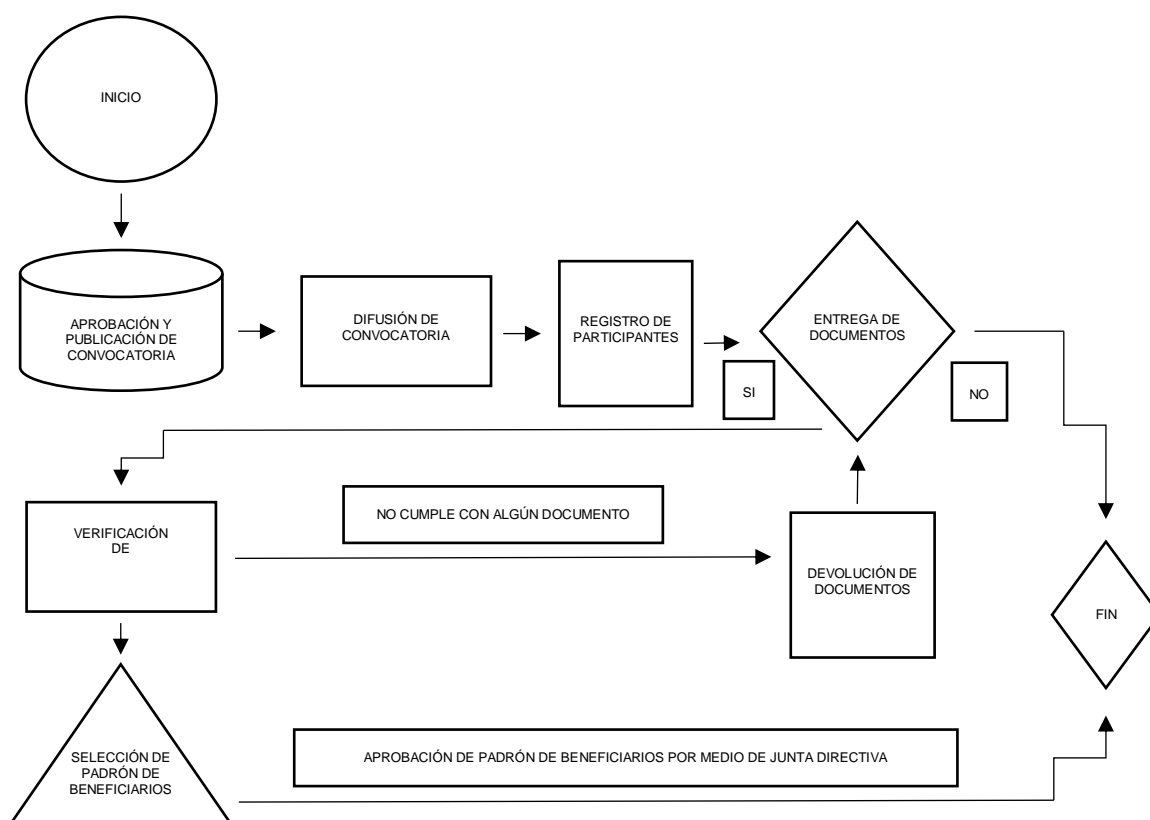 INICIO
APROBACIÓN Y
PUBLICACIÓN DE
CONVOCATORIA
DIFUSIÓN DE
CONVOCATORIA
REGISTRO DE
PARTICIPANTES
ENTREGA DE
DOCUMENTOS
SI
NO
VERIFICACIÓN
DE
NO CUMPLE CON ALGÚN DOCUMENTO
DEVOLUCIÓN DE
DOCUMENTOS
FIN
SELECCIÓN DE
PADRÓN DE
BENEFICIARIOS
APROBACIÓN DE PADRÓN DE BENEFICIARIOS POR MEDIO DE JUNTA DIRECTIVA